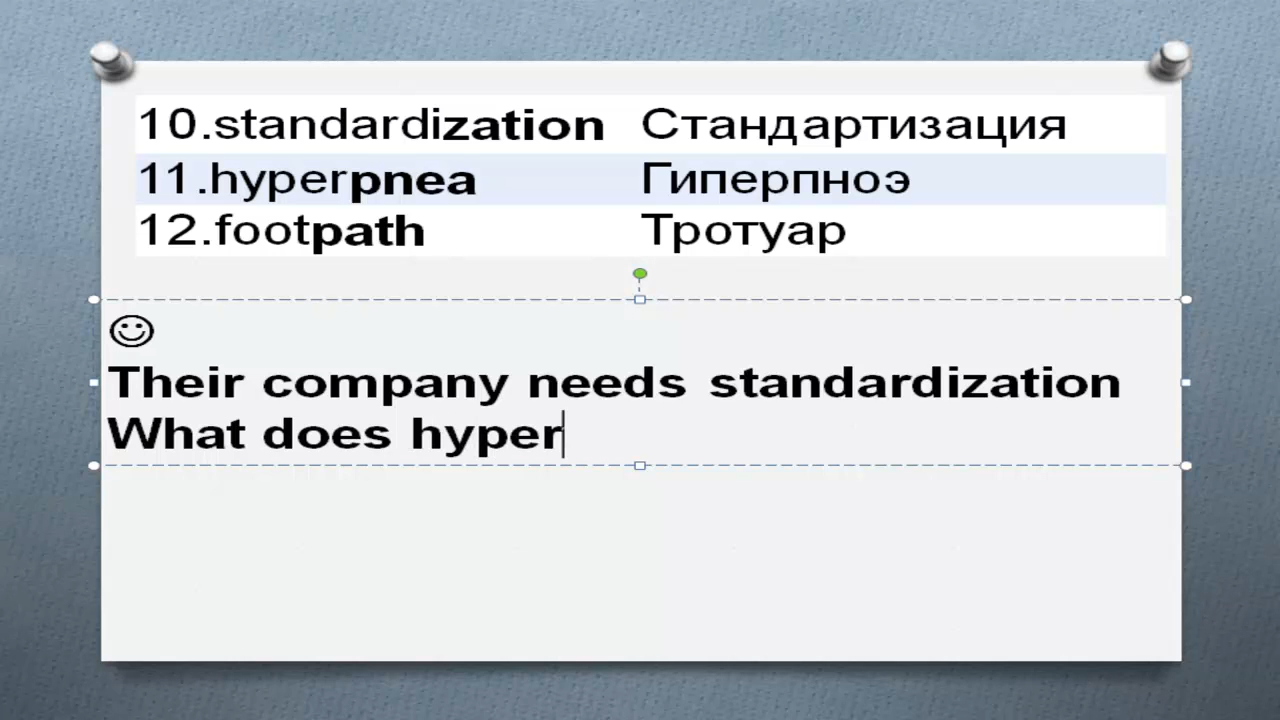 10.standardization Стандартизация
11.hyperpnea Гиперпноэ
12.footpath Тротуар
☺
Their company needs standardization
What does hyper